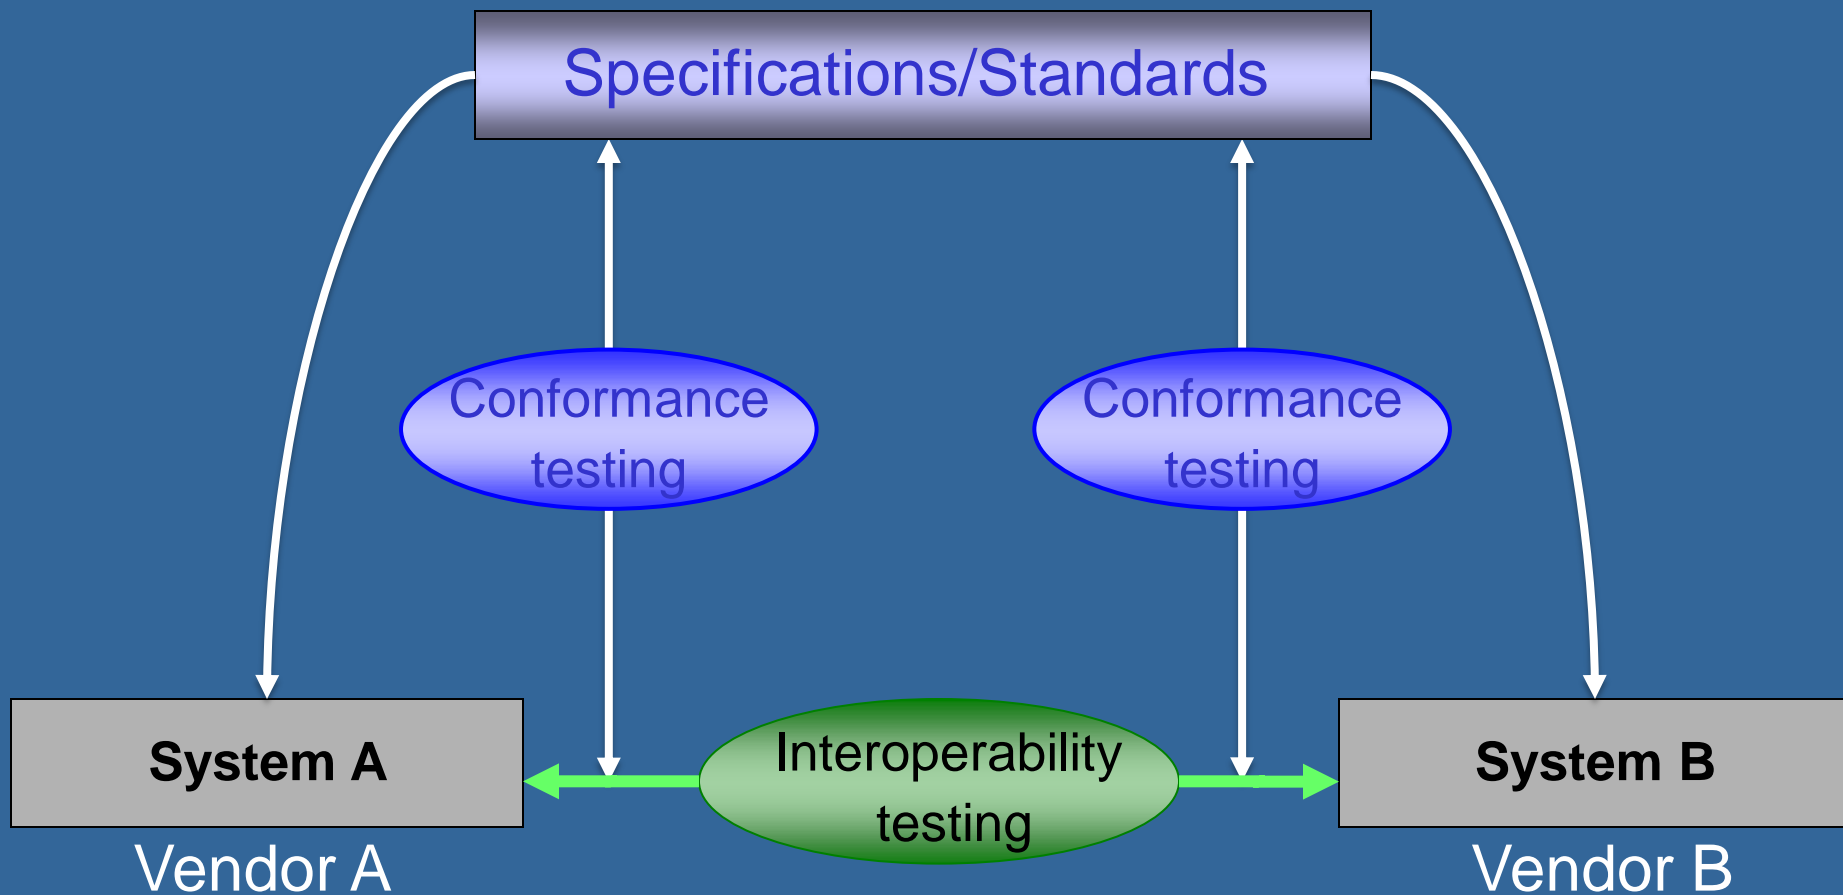 Specifications/Standards
Conformance
testing
Conformance
testing
System A
Interoperability
testing
System B
Vendor A
Vendor B